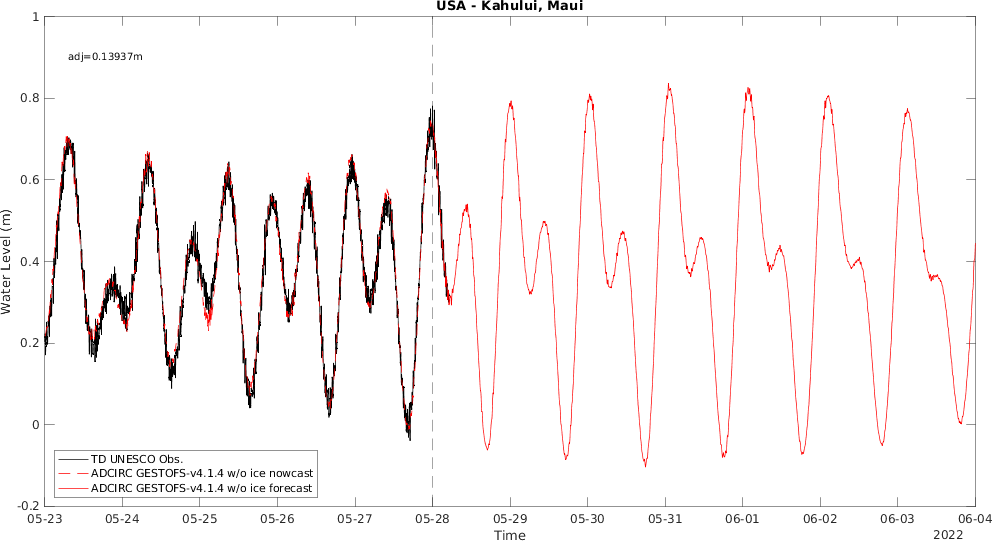 USA - Kahului, Maui
adj=0.13937m
1
0.8
0.6
0.4
0.2
0
-0.2
Water Level (m)
TD UNESCO Obs.
ADCIRC GESTOFS-v4.1.4 w/o ice nowcast
ADCIRC GESTOFS-v4.1.4 w/o ice forecast
05-23 05-24 05-25 05-26 05-27 05-28 05-29 05-30 05-31 06-01 06-02 06-03 06-04
Time
2022